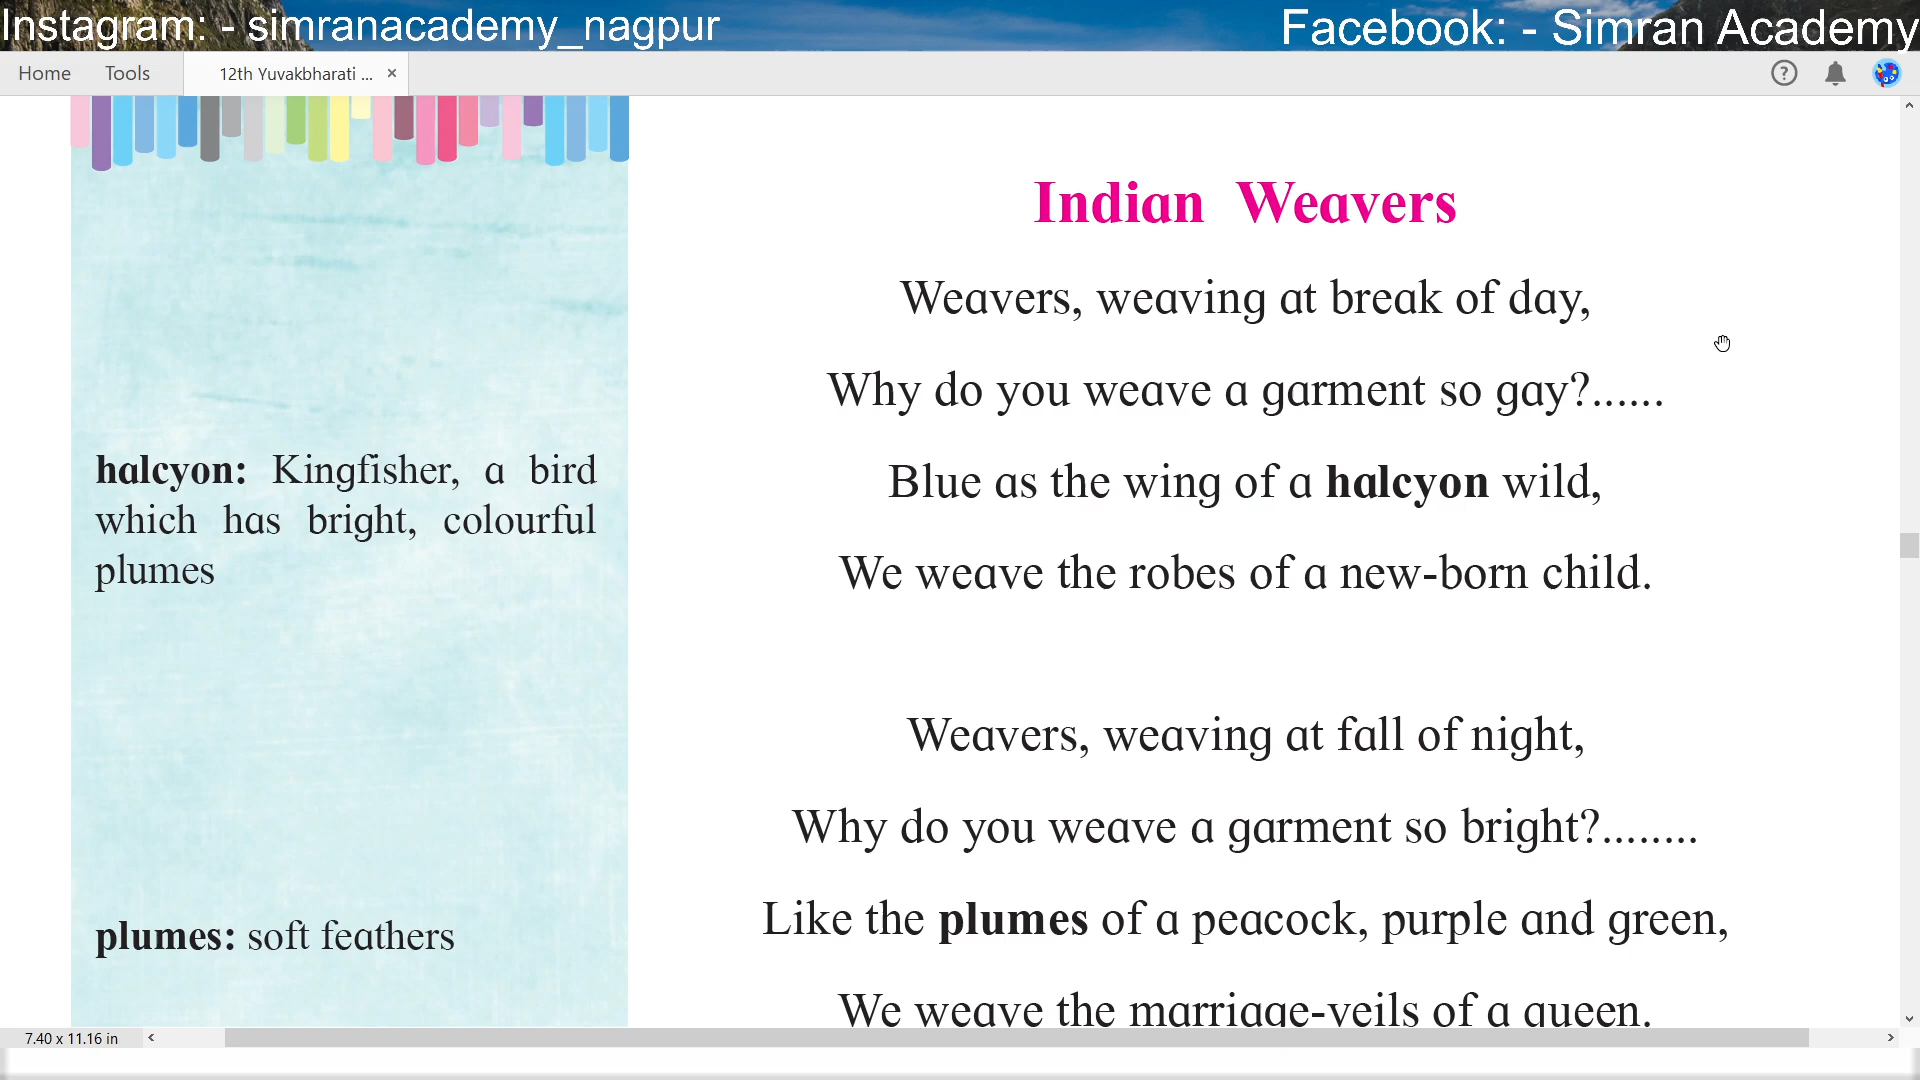 Instagram: - simranacademy_nagpur
Facebook: - Simran Academy
Home Tools 12th Yuvakbharati ... ×
Indian Weavers
Weavers, weaving at break of day,
Why do you weave a garment so gay?......
Blue as the wing of a halcyon wild,
We weave the robes of a new-born child.
Weavers, weaving at fall of night,
Why do you weave a garment so bright?........
Like the plumes of a peacock, purple and green,
We weave the marriage-veils of a queen.
halcyon: Kingfisher, a bird
which has bright, colourful
plumes
plumes: soft feathers
7.40 x 11.16 in